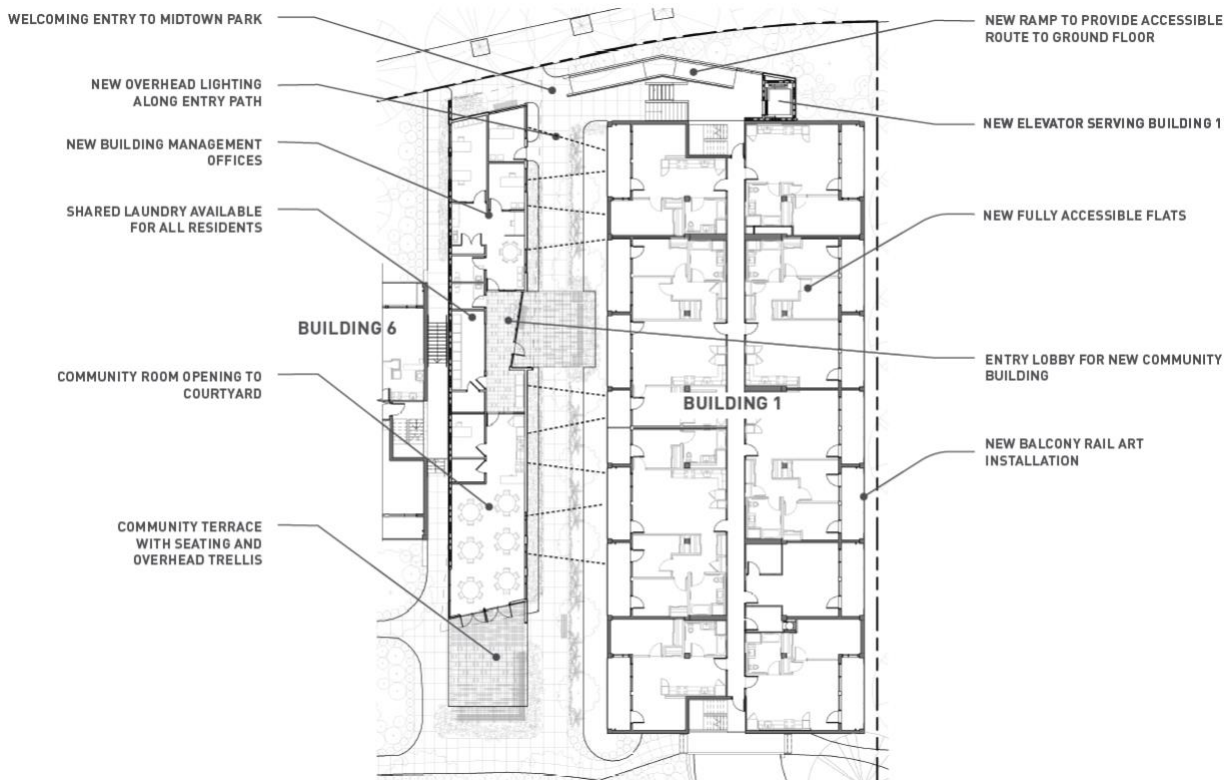 WELCOMING ENTRY TO MIDTOWN PARK
NEW OVERHEAD LIGHTING
ALONG ENTRY PATH
NEW BUILDING MANAGEMENT
OFFICES
SHARED LAUNDRY AVAILABLE
FOR ALL RESIDENTS
BUILDING 6
COMMUNITY ROOM OPENING TO
COURTYARD
COMMUNITY TERRACE
WITH SEATING AND
OVERHEAD TRELLIS
BUILDING 1
NEW RAMP TO PROVIDE ACCESSIBLE
ROUTE TO GROUND FLOOR
NEW ELEVATOR SERVING BUILDING 1
NEW FULLY ACCESSIBLE FLATS
ENTRY LOBBY FOR NEW COMMUNITY
BUILDING
NEW BALCONY RAIL ART
INSTALLATION